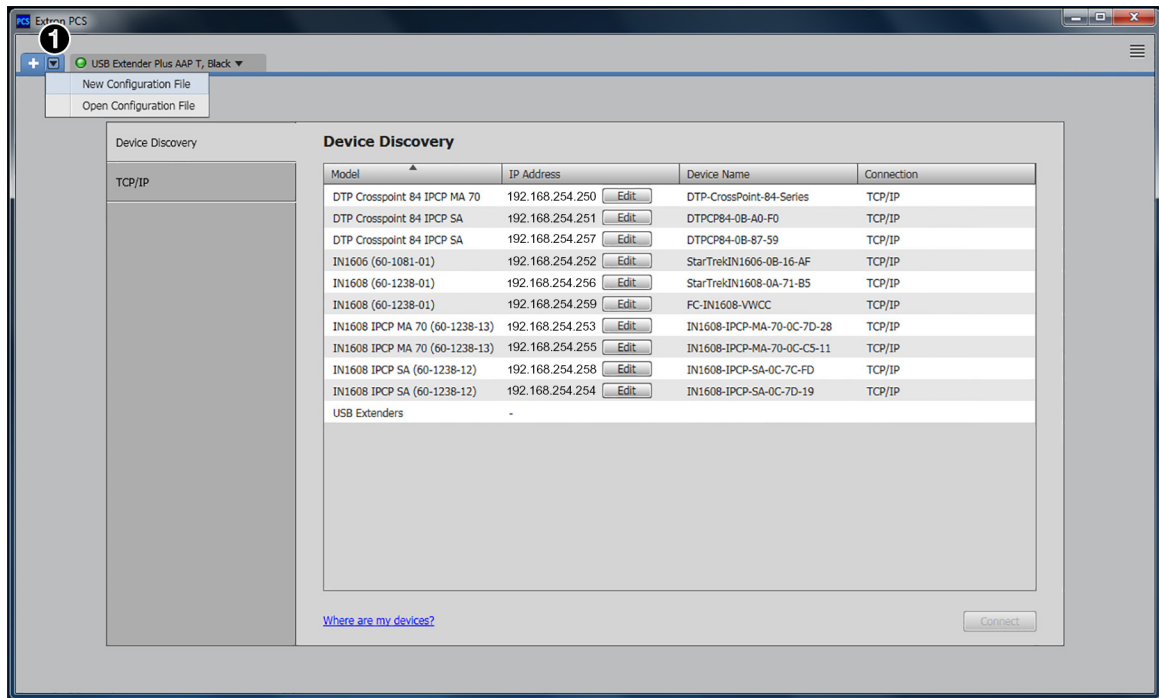 PCS Extron PCS
1
+ USB Extender Plus AAP T, Black
New Configuration File
Open Configuration File
Device Discovery
TCP/IP
Device Discovery
Model IP Address Device Name Connection
DTP Crosspoint 84 IPCP MA 70 192.168.254.250 Edit DTP-CrossPoint-84-Series TCP/IP
DTP Crosspoint 84 IPCP SA 192.168.254.251 Edit DTPCP84-0B-A0-F0 TCP/IP
DTP Crosspoint 84 IPCP SA 192.168.254.257 Edit DTPCP84-0B-87-59 TCP/IP
IN1606 (60-1081-01) 192.168.254.252 Edit StarTrekIN1606-0B-16-AF TCP/IP
IN1608 (60-1238-01) 192.168.254.256 Edit StarTrekIN1608-0A-71-B5 TCP/IP
IN1608 (60-1238-01) 192.168.254.259 Edit FC-IN1608-VWCC TCP/IP
IN1608 IPCP MA 70 (60-1238-13) 192.168.254.253 Edit IN1608-IPCP-MA-70-0C-7D-28 TCP/IP
IN1608 IPCP MA 70 (60-1238-13) 192.168.254.255 Edit IN1608-IPCP-MA-70-0C-C5-11 TCP/IP
IN1608 IPCP SA (60-1238-12) 192.168.254.258 Edit IN1608-IPCP-SA-0C-7C-FD TCP/IP
IN1608 IPCP SA (60-1238-12) 192.168.254.254 Edit IN1608-IPCP-SA-0C-7D-19 TCP/IP
USB Extenders -
Where are my devices? Connect